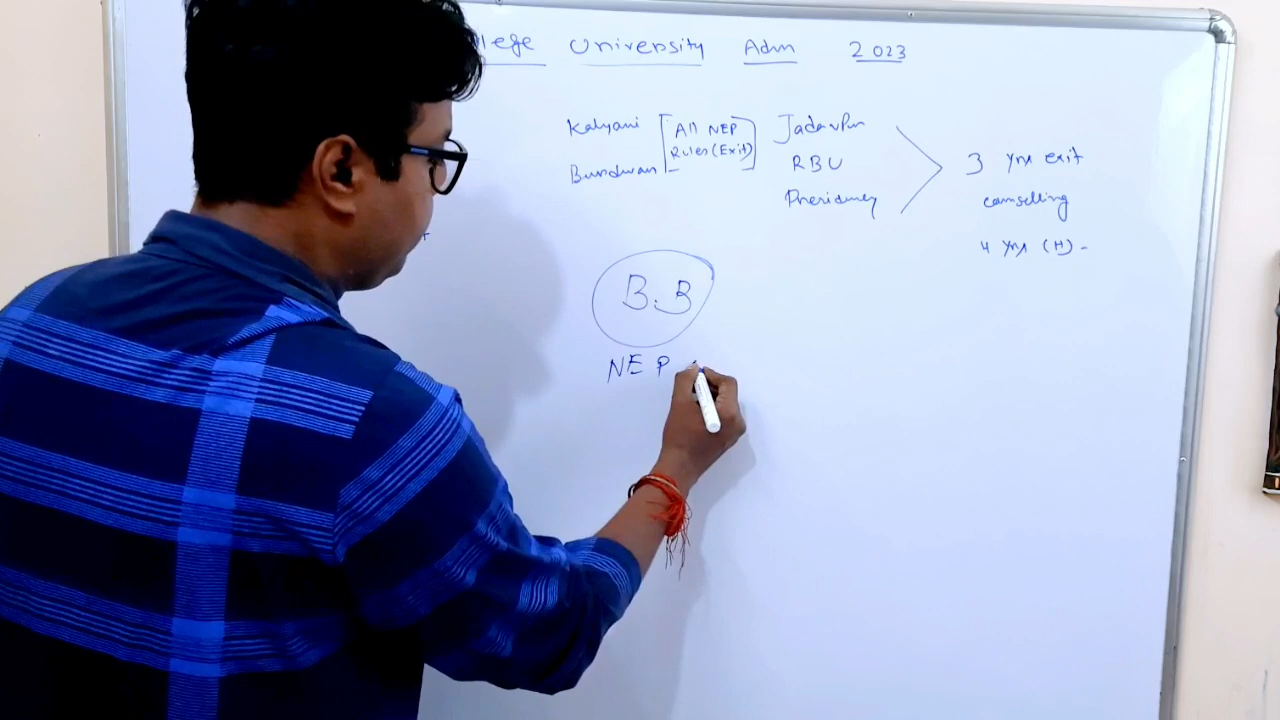 lege University Adm 2023
Kalyani [All NEP Jadavpur
Burdwan Rules (Exit)] RBU
Presidency
3 yrs exit
counselling
4 yrs (H) -
B.B
NEP